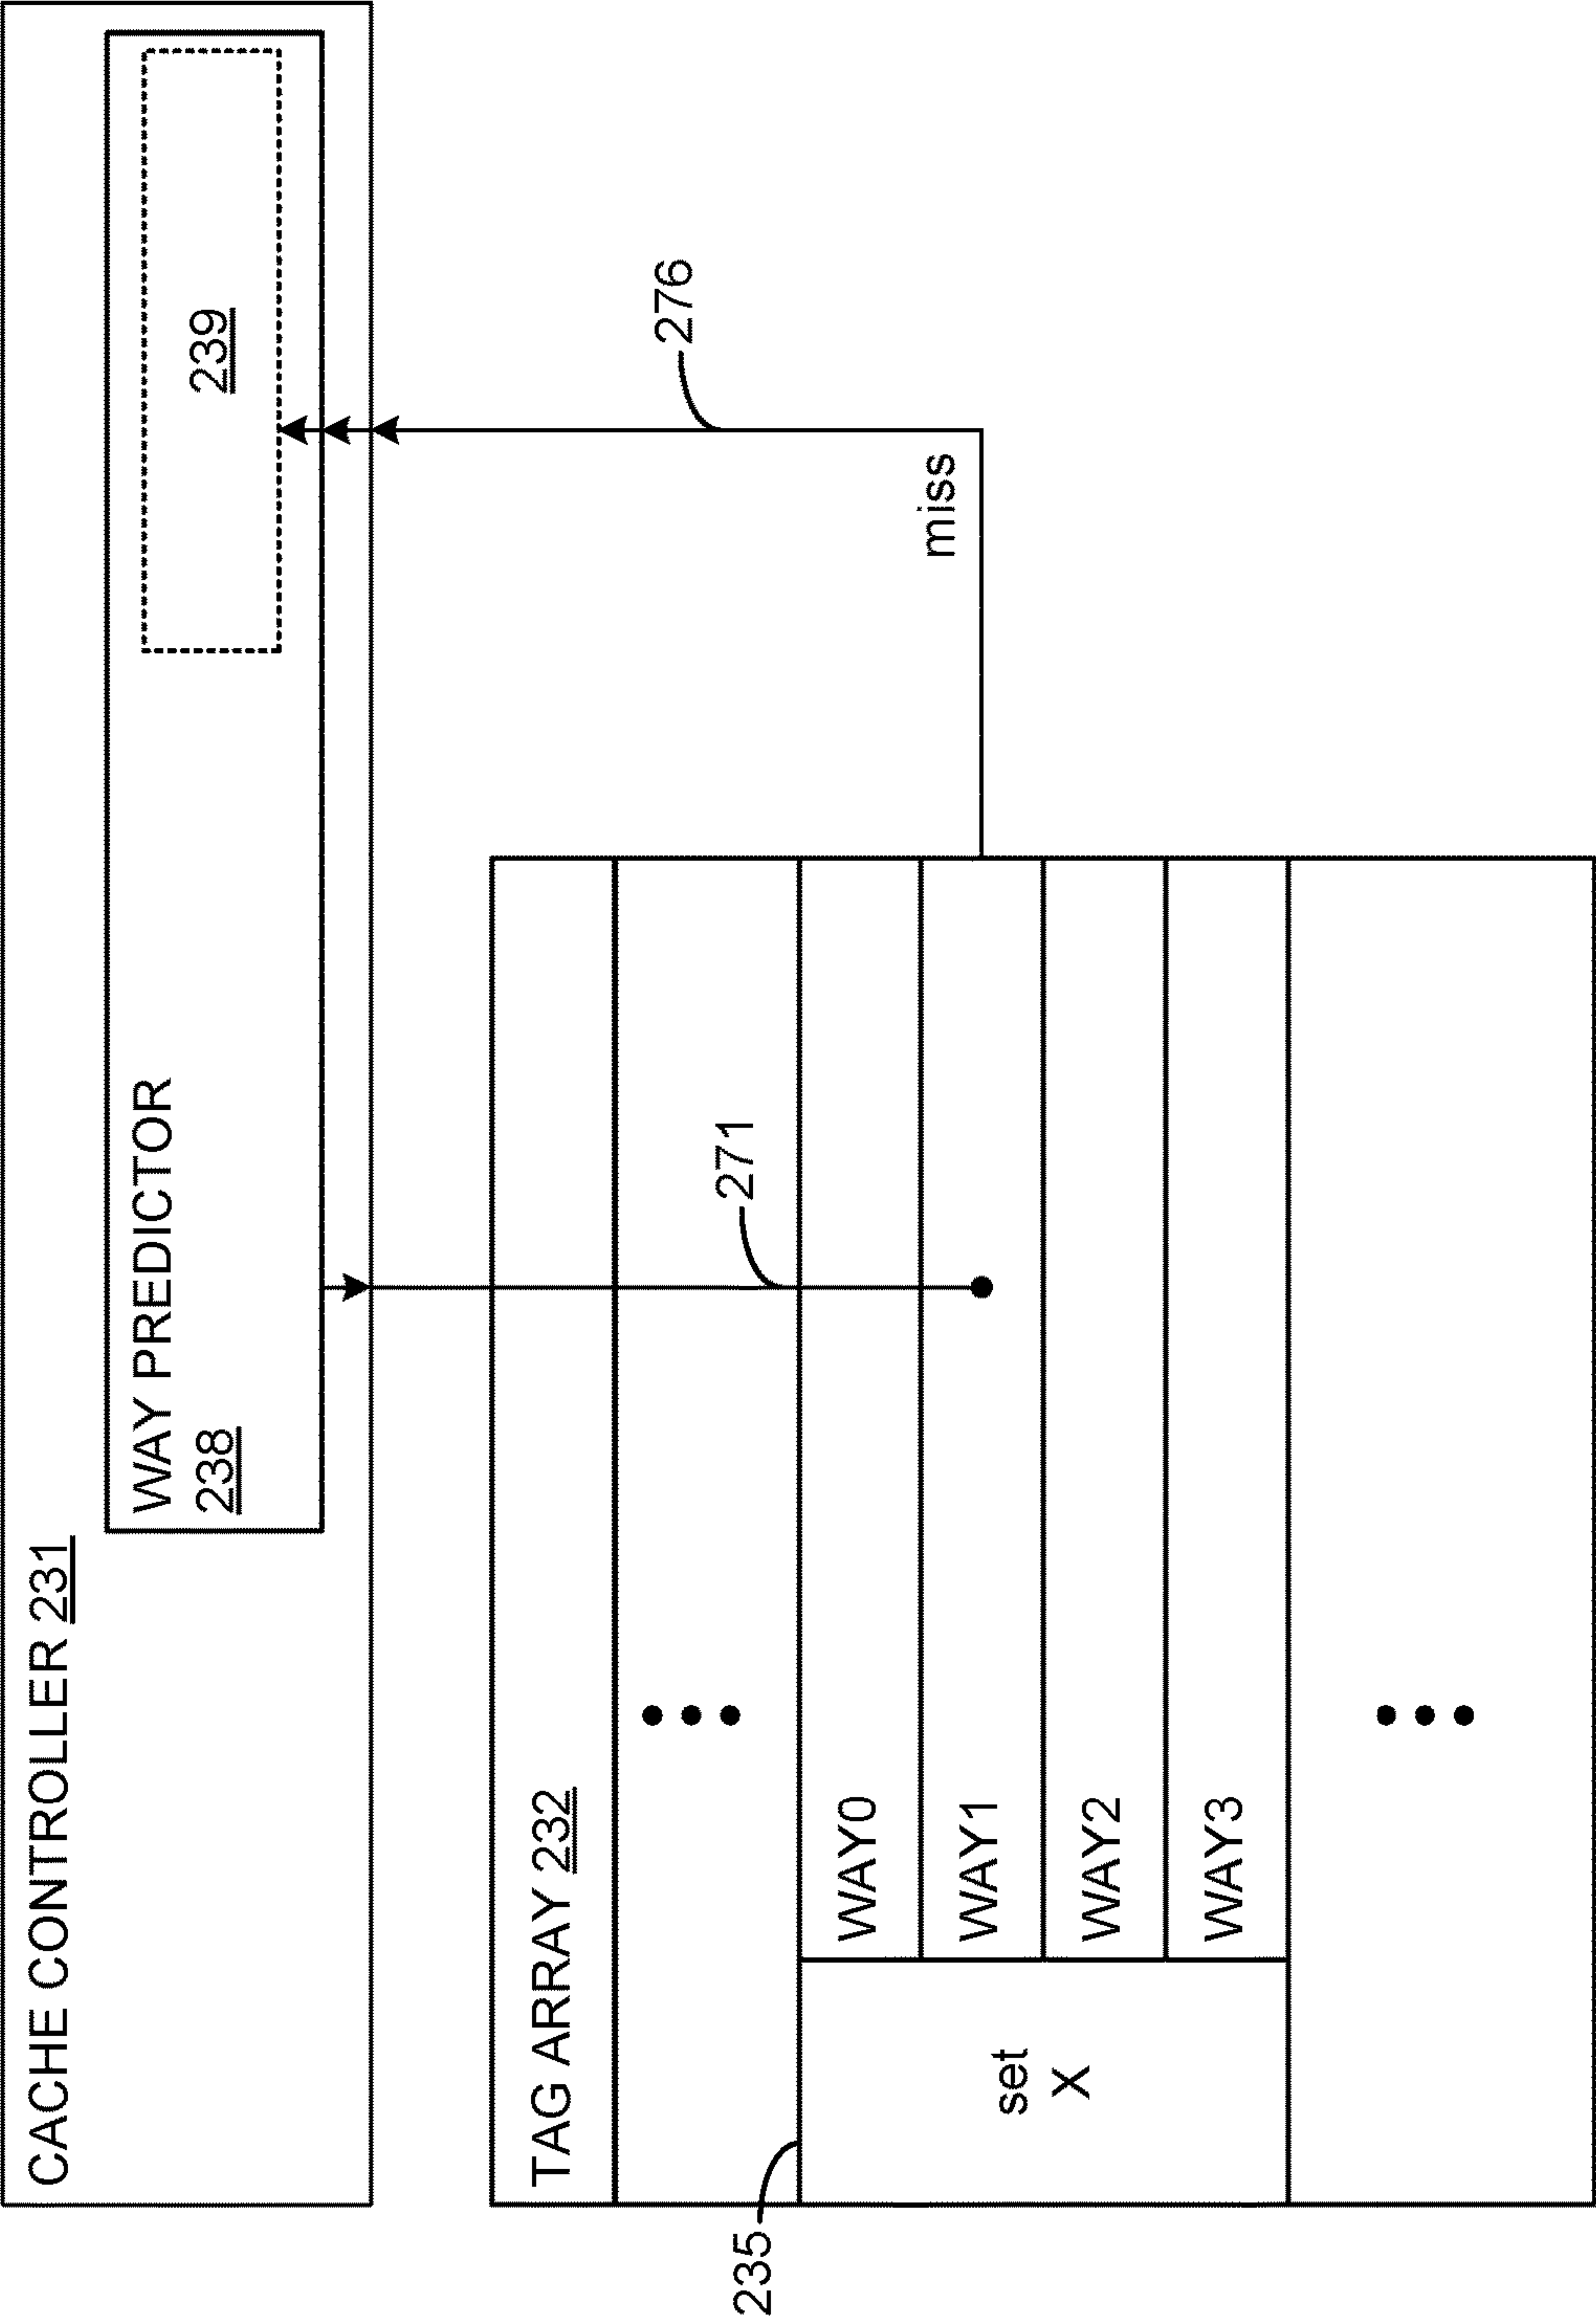 CACHE CONTROLLER 231
WAY PREDICTOR
238
239
271
276
miss
TAG ARRAY 232
235
set
X
WAY0
WAY1
WAY2
WAY3